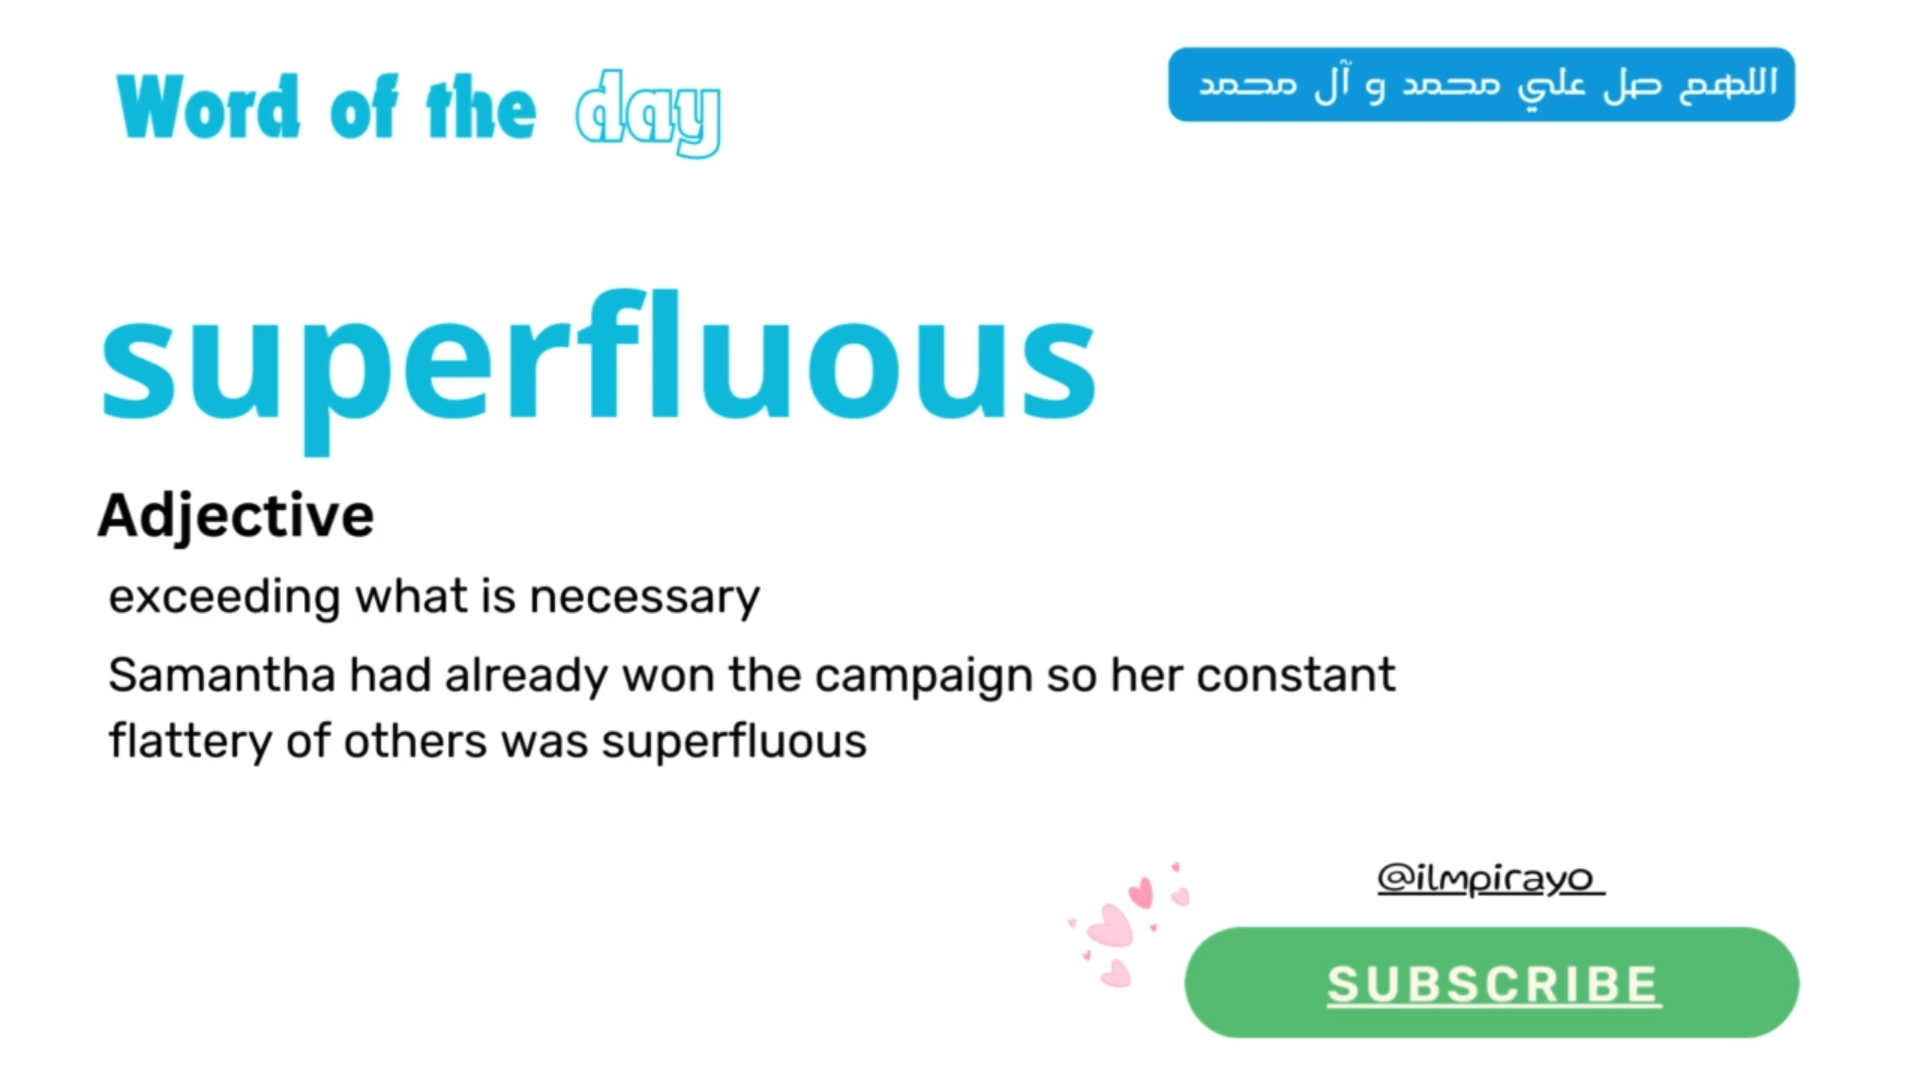 Word of the day
اللهم صل علي محمد و آل محمد
superfluous
Adjective
exceeding what is necessary
Samantha had already won the campaign so her constant
flattery of others was superfluous
@ilmpirayo
SUBSCRIBE